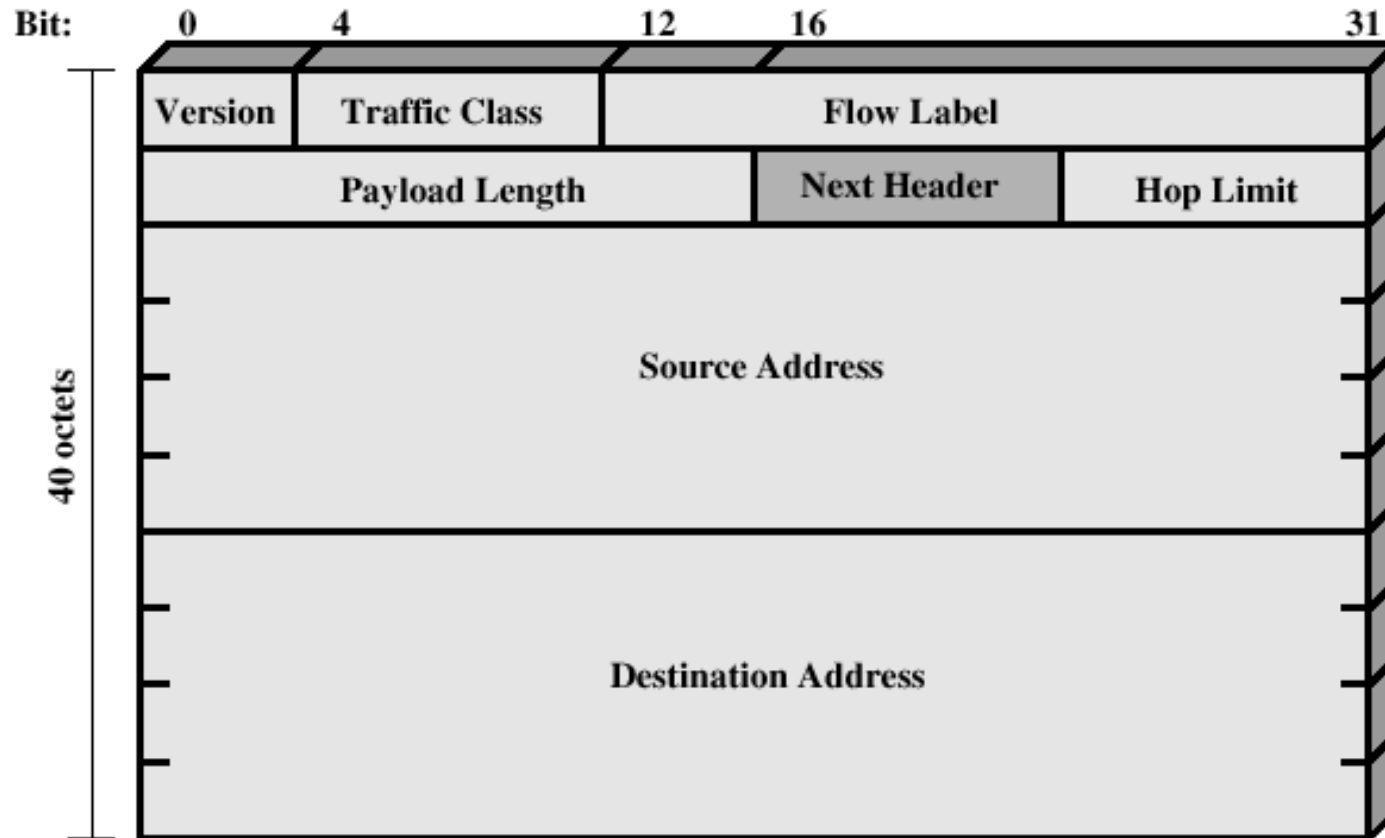 Bit: 0 4 12 16 31
Version Traffic Class Flow Label
Payload Length Next Header Hop Limit
Source Address
40 octets
Destination Address